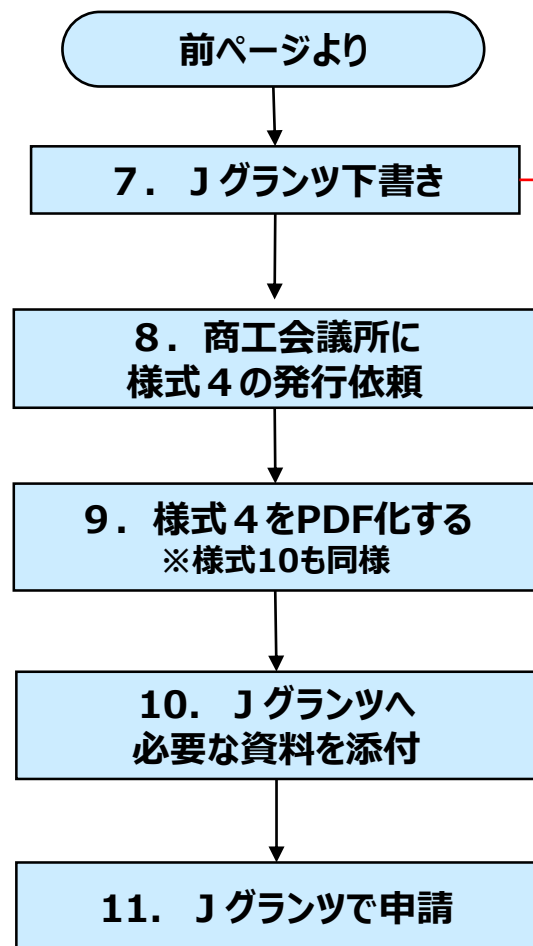 前ページより
７．Ｊグランツ下書き
８．商工会議所に
様式４の発行依頼
９．様式４をPDF化する
※様式10も同様
10．Ｊグランツへ
必要な資料を添付
11．Ｊグランツで申請